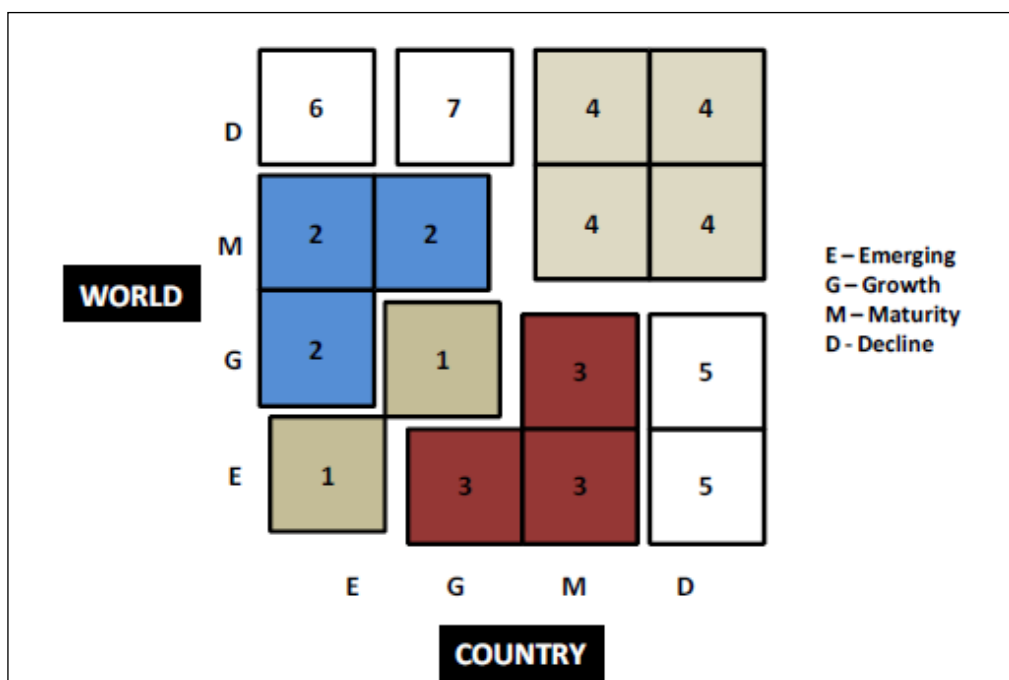 6 7 4 4
D
2 2 4 4
M
E – Emerging
G – Growth
M – Maturity
D - Decline
WORLD
2 1 3 5
G
E
1 3 3 5
E G M D
COUNTRY